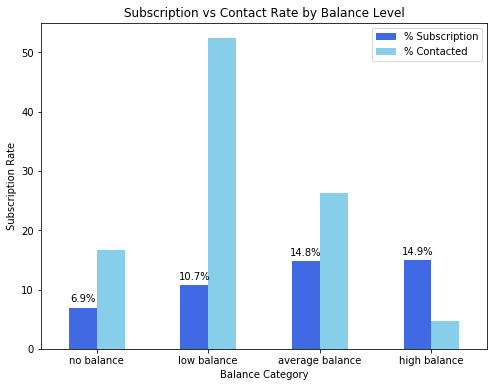 Subscription vs Contact Rate by Balance Level
% Subscription
% Contacted
Subscription Rate
50
40
30
20
10
0
6.9%
10.7%
14.8%
14.9%
no balance
low balance
average balance
high balance
Balance Category